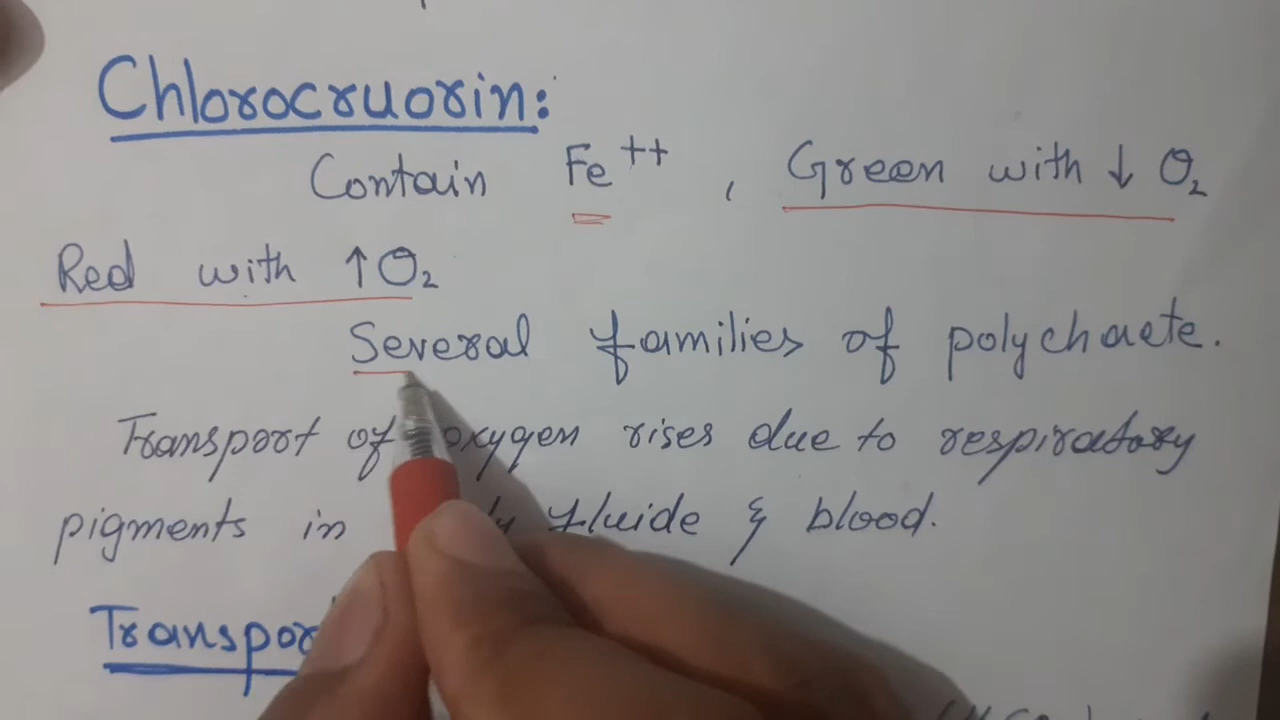 Chlorocruorin:
Contain Fe++, Green with ↓ O2
Red with ↑O2
Several families of polychaete.
Transport of oxygen rises due to respiratory
pigments in fluide & blood.